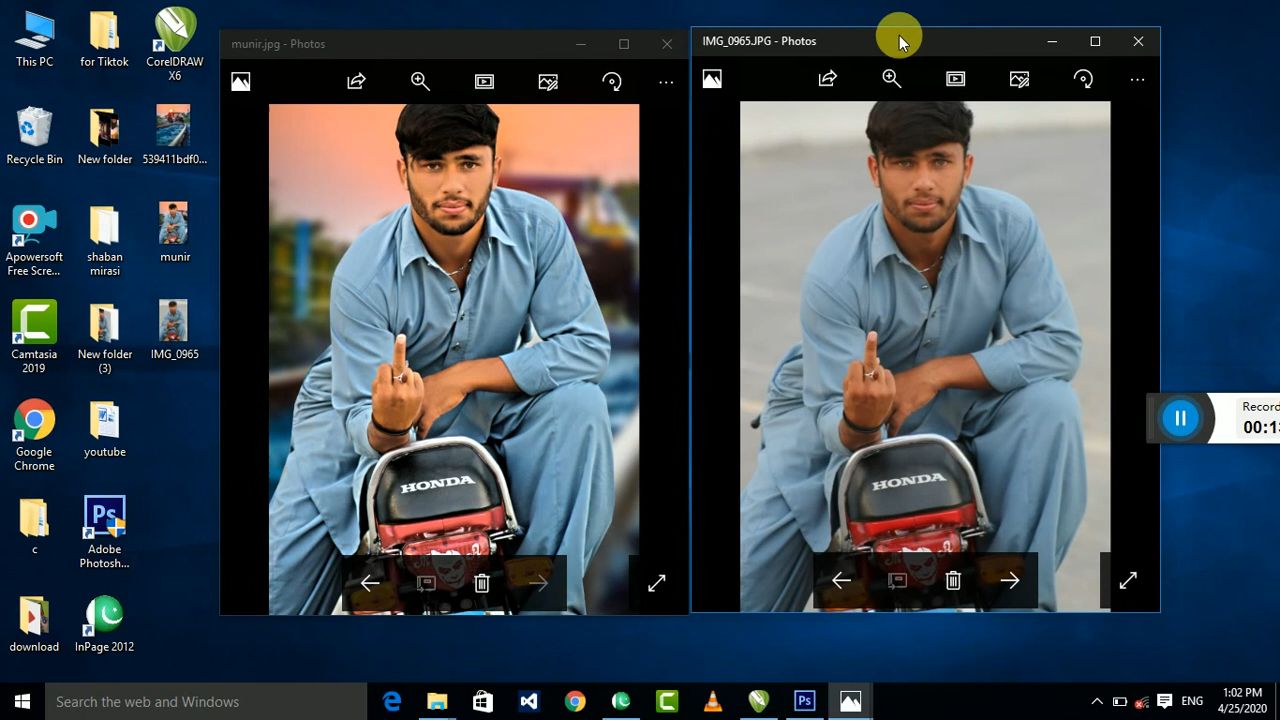 This PC
for Tiktok
CorelDRAW
X6
Recycle Bin
New folder
539411bdf0...
Apowersoft
Free Scre...
shaban
mirasi
munir
Camtasia
2019
New folder
(3)
IMG_0965
Google
Chrome
youtube
c
Ps
Adobe
Photosh...
download
InPage 2012
munir.jpg - Photos
HONDA
IMG_0965.JPG - Photos
HONDA
Record
00:1
Search the web and Windows
Ps
ENG
1:02 PM
4/25/2020